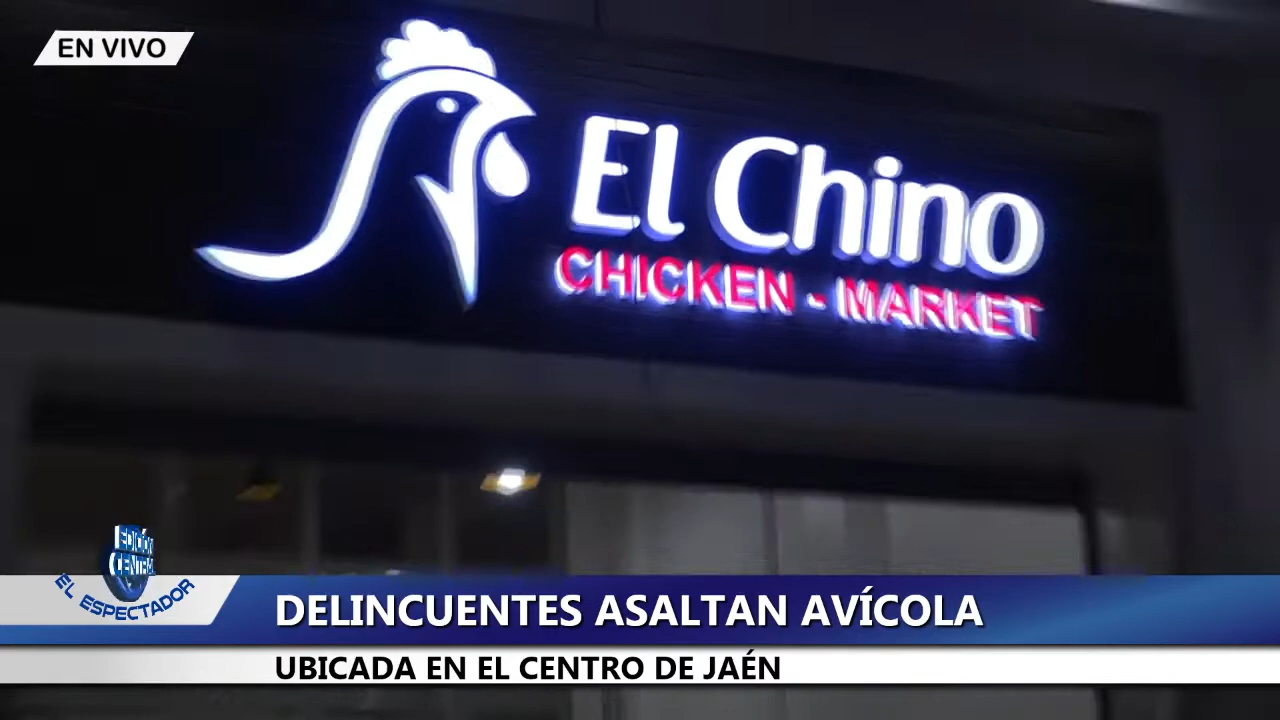 EN VIVO
El Chino
CHICKEN - MARKET
EDICIÓN
CENTRAL
EL ESPECTADOR
DELINCUENTES ASALTAN AVÍCOLA
UBICADA EN EL CENTRO DE JAÉN